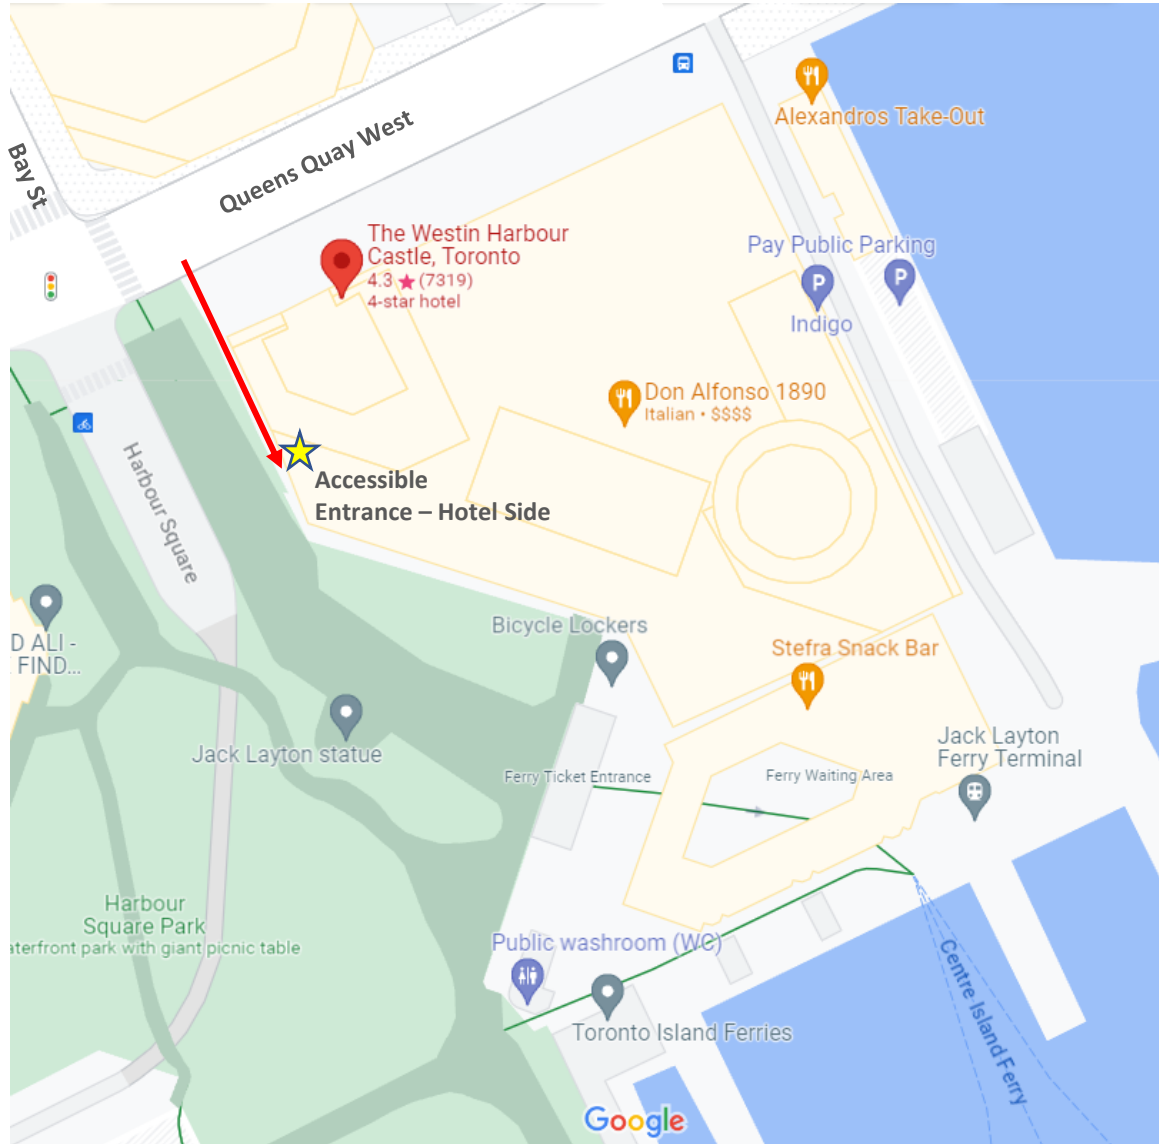 Alexandros Take-Out
Queens Quay West
Bay St
The Westin Harbour
Castle, Toronto
4.3 ★ (7319)
4-star hotel
Pay Public Parking
P
P
Indigo
Don Alfonso 1890
Italian • $$$$
Harbour Square
Accessible
Entrance – Hotel Side
Bicycle Lockers
D ALI -
FIND...
Stefra Snack Bar
Jack Layton statue
Jack Layton
Ferry Terminal
Ferry Ticket Entrance
Ferry Waiting Area
Harbour
Square Park
aterfront park with giant picnic table
Public washroom (WC)
Centre Island Ferry
Toronto Island Ferries
Google